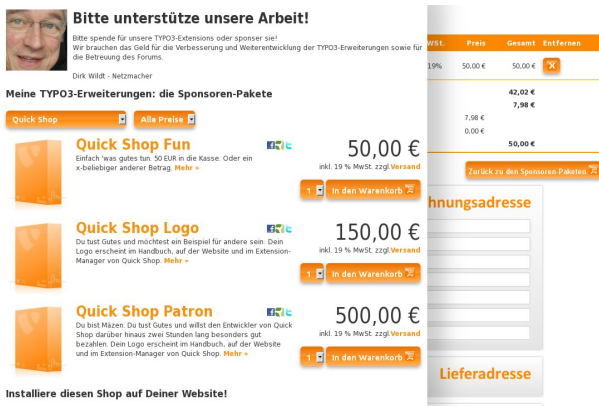 Bitte unterstütze unsere Arbeit!
Bitte spende für unsere TYPO3-Extensions oder sponser sie!
Wir brauchen das Geld für die Verbesserung und Weiterentwicklung der TYPO3-Erweiterungen sowie für
die Betreuung des Forums.
Dirk Wildt - Netzmacher
Meine TYPO3-Erweiterungen: die Sponsoren-Pakete
Quick Shop
Alle Preise
Quick Shop Fun
Einfach 'was gutes tun. 50 EUR in die Kasse. Oder ein
x-beliebiger anderer Betrag. Mehr »
50,00 €
inkl. 19 % MwSt. zzgl.Versand
1 In den Warenkorb
Quick Shop Logo
Du tust Gutes und möchtest ein Beispiel für andere sein: Dein
Logo erscheint im Handbuch, auf der Website und im Extension-
Manager von Quick Shop. Mehr »
150,00 €
inkl. 19 % MwSt. zzgl.Versand
1 In den Warenkorb
Quick Shop Patron
Du bist Mäzen. Du tust Gutes und willst den Entwickler von Quick
Shop darüber hinaus zwei Stunden lang besonders gut
bezahlen. Dein Logo erscheint im Handbuch, auf der Website
und im Extension-Manager von Quick Shop. Mehr »
500,00 €
inkl. 19 % MwSt. zzgl.Versand
1 In den Warenkorb
Installiere diesen Shop auf Deiner Website!
WSt. Preis Gesamt Entfernen
19% 50,00 € 50,00 €
42,02 €
7,98 €
7,98 €
0,00 €
50,00 €
Zurück zu den Sponsoren-Paketen
hnungsadresse
Lieferadresse